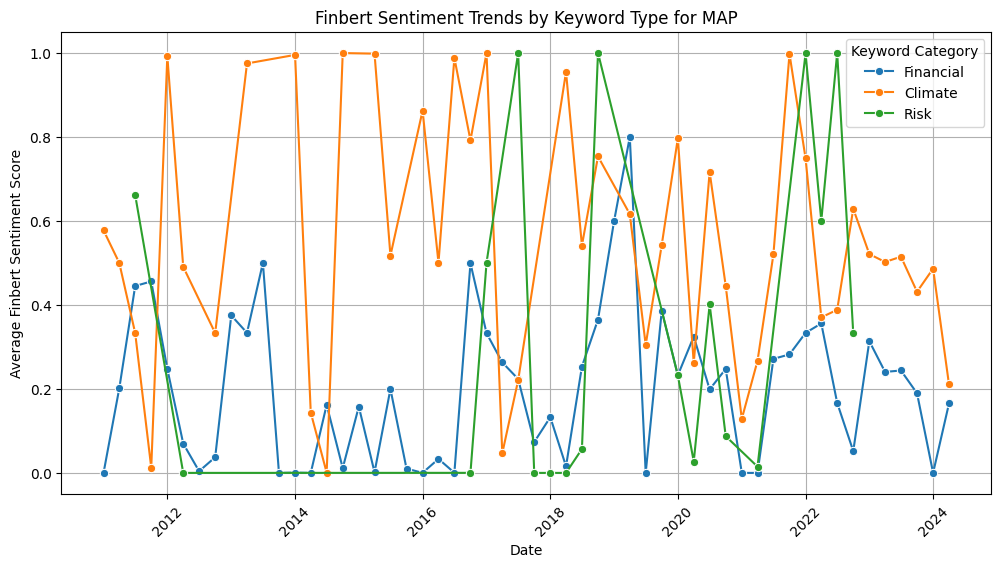 Finbert Sentiment Trends by Keyword Type for MAP
Keyword Category
Financial
Climate
Risk
Average Finbert Sentiment Score
1.0
0.8
0.6
0.4
0.2
0.0
2012
2014
2016
2018
2020
2022
2024
Date